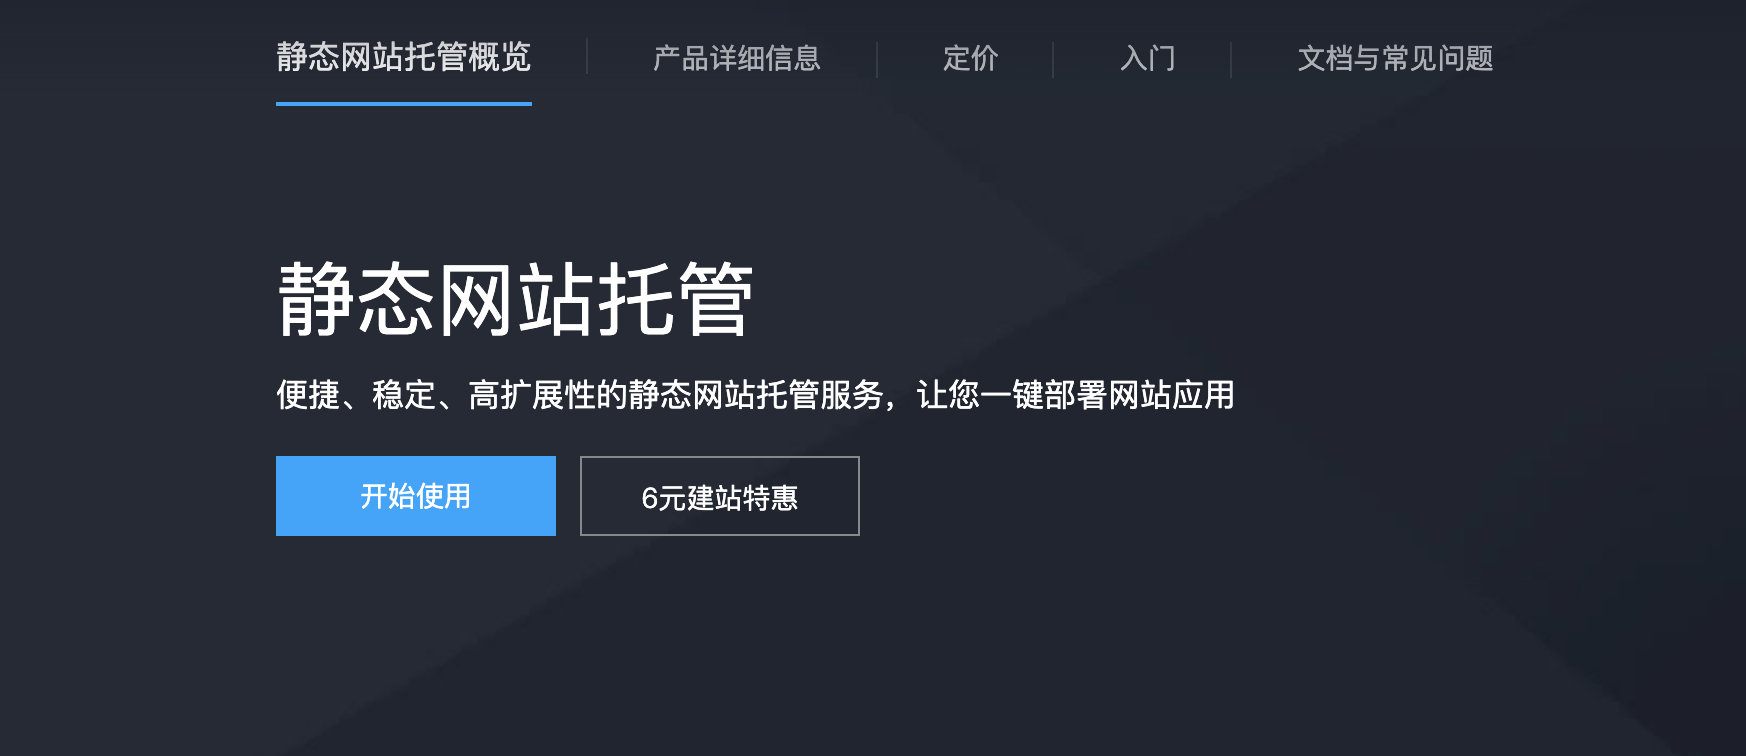 静态网站托管概览 产品详细信息 定价 入门 文档与常见问题
静态网站托管
便捷、稳定、高扩展性的静态网站托管服务，让您一键部署网站应用
开始使用 6元建站特惠